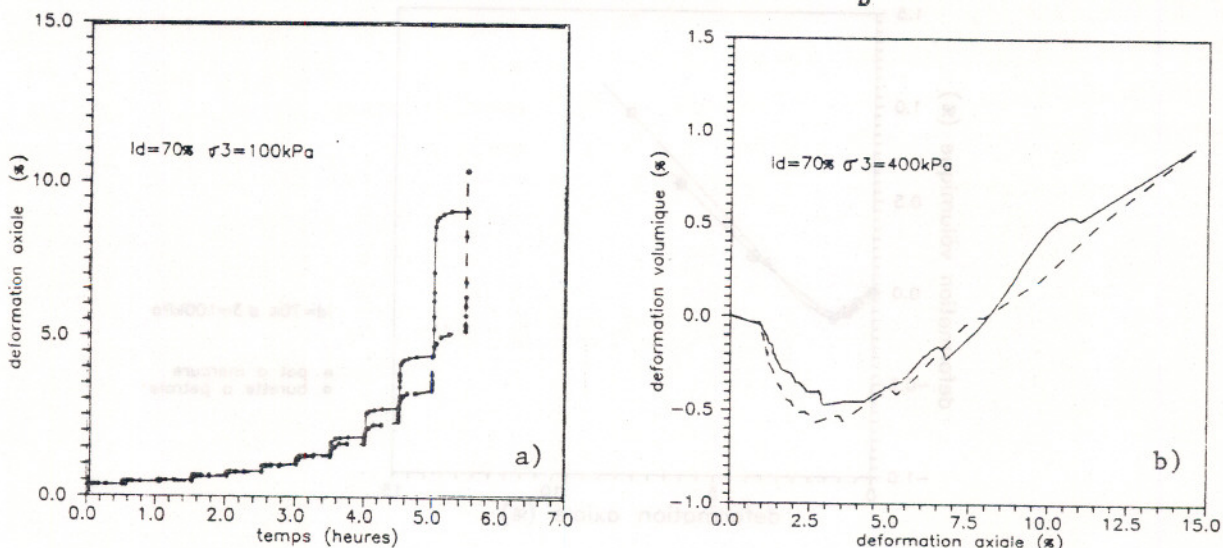 b
15.0
10.0
5.0
0.0
deformation axiale (%)
Id=70% σ3=100kPa
a)
0.0 1.0 2.0 3.0 4.0 5.0 6.0 7.0
temps (heures)
1.5
1.0
0.5
0.0
-0.5
-1.0
deformation volumique (%)
Id=70% σ3=400kPa
b)
0.0 2.5 5.0 7.5 10.0 12.5 15.0
deformation axiale (%)